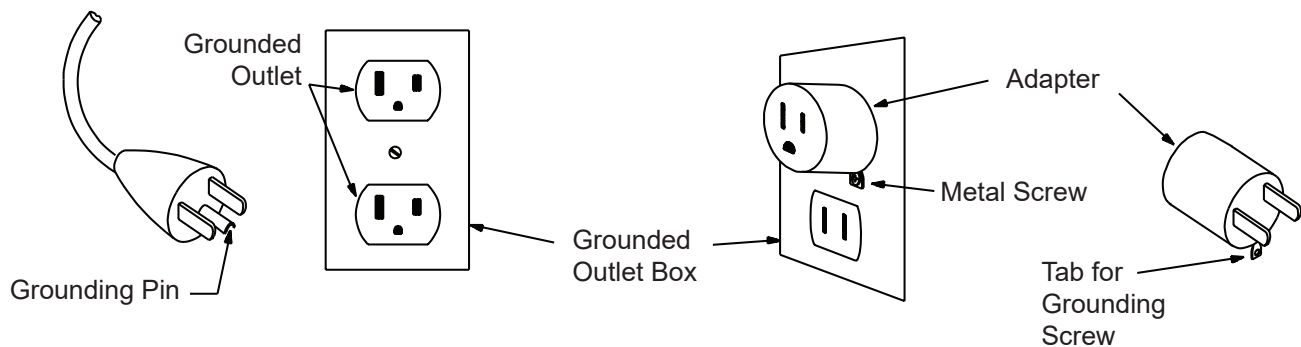 Grounded
Outlet
Grounding Pin
Grounded
Outlet Box
Adapter
Metal Screw
Tab for
Grounding
Screw